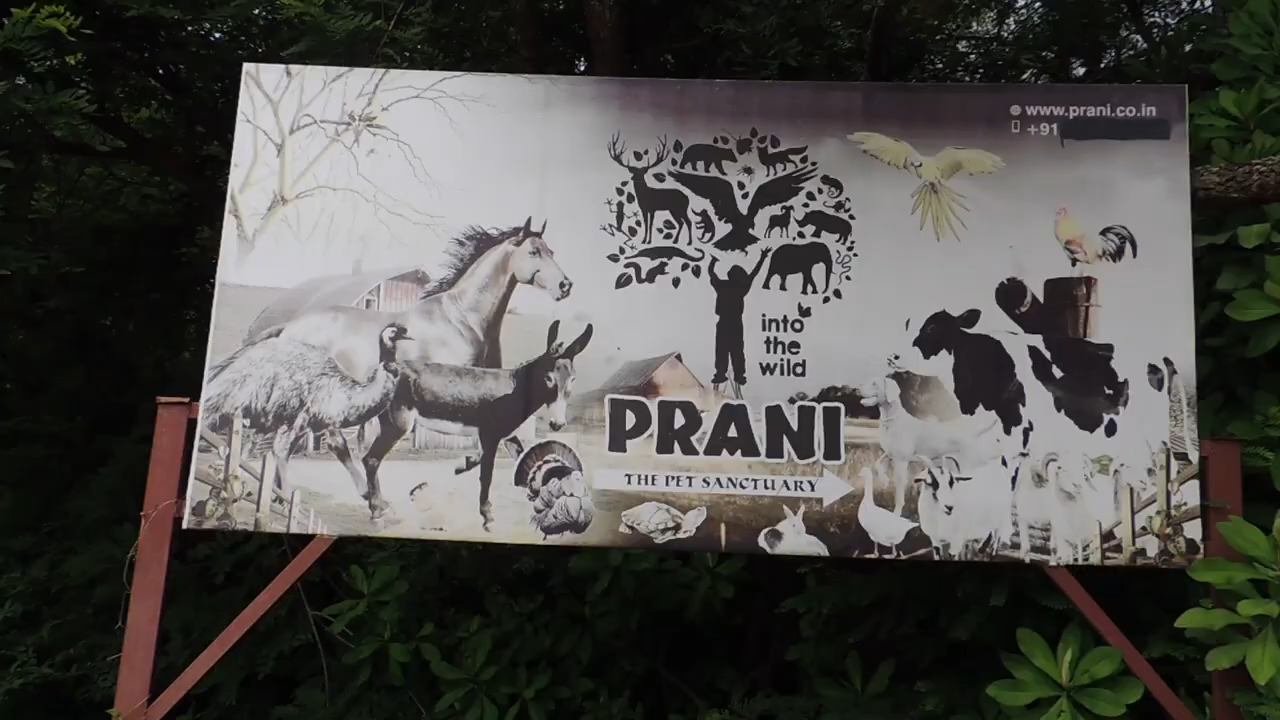 www.prani.co.in
+91
into
the
wild
PRANI
THE PET SANCTUARY